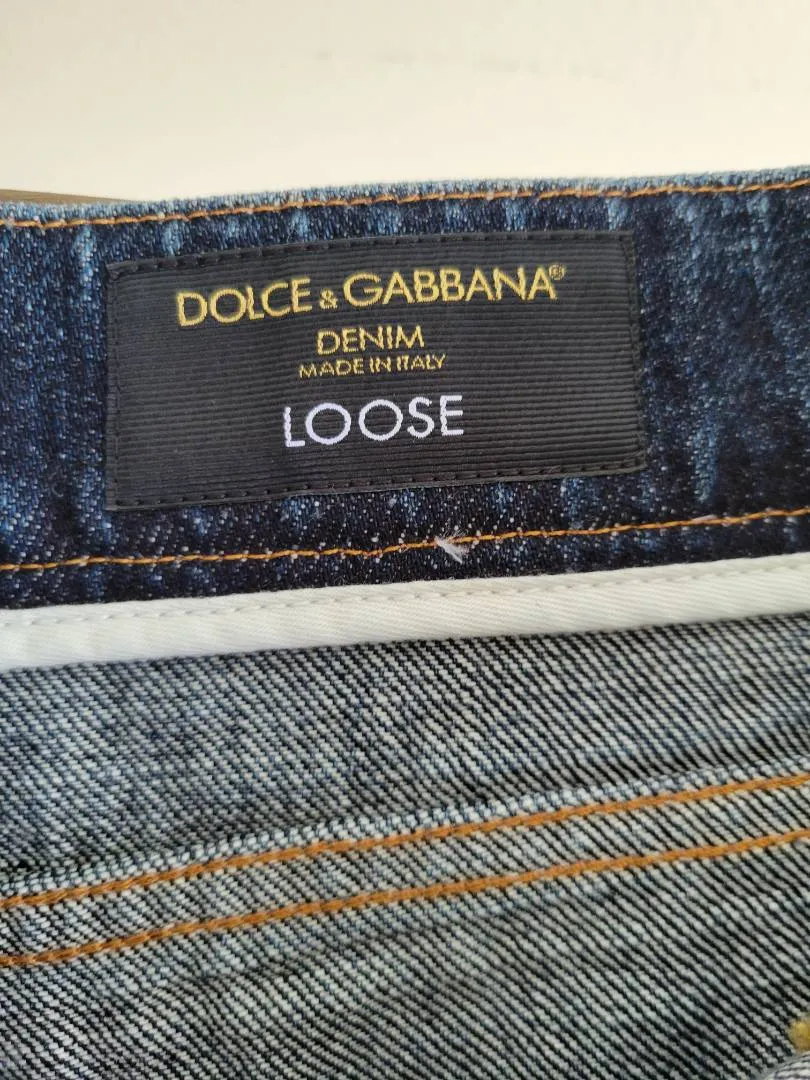 DOLCE & GABBANA®
DENIM
MADE IN ITALY
LOOSE